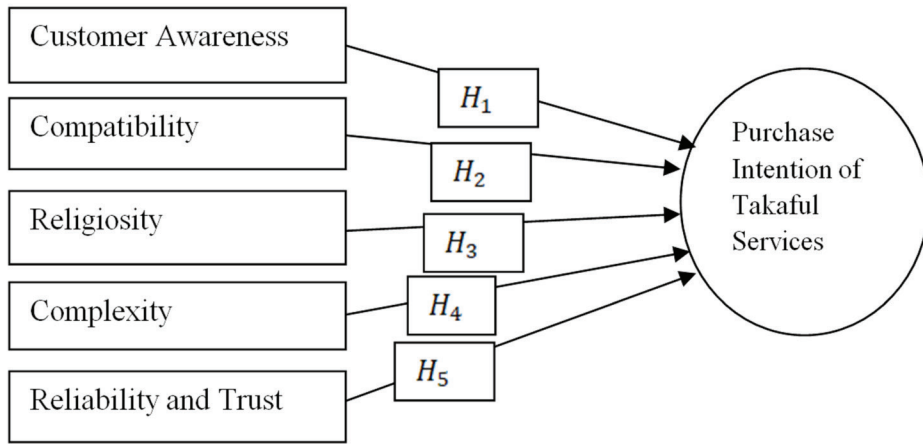 Customer Awareness
H₁
Compatibility
H₂
Religiosity
H₃
Complexity
H₄
Reliability and Trust
H₅
Purchase
Intention of
Takaful
Services